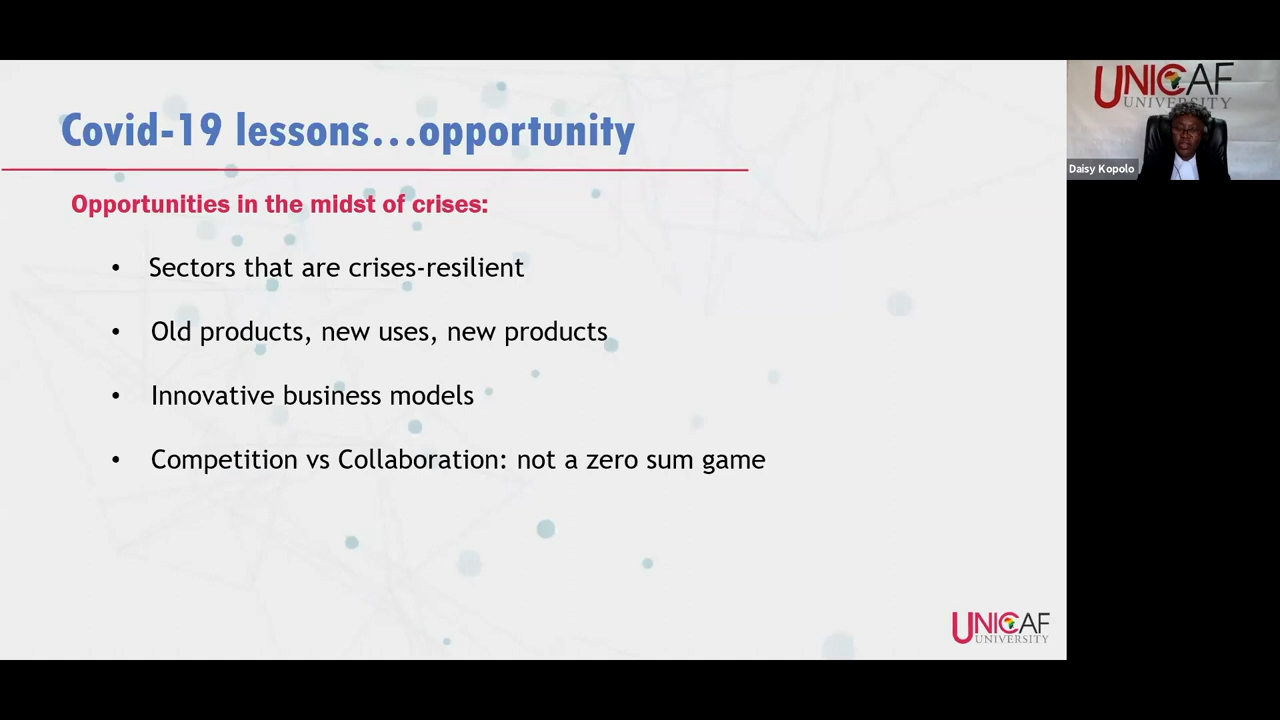 Covid-19 lessons...opportunity
Opportunities in the midst of crises:
• Sectors that are crises-resilient
• Old products, new uses, new products
• Innovative business models
• Competition vs Collaboration: not a zero sum game
UNICAF
UNIVERSITY
UNICAF
UNIVERSITY
Daisy Kopolo